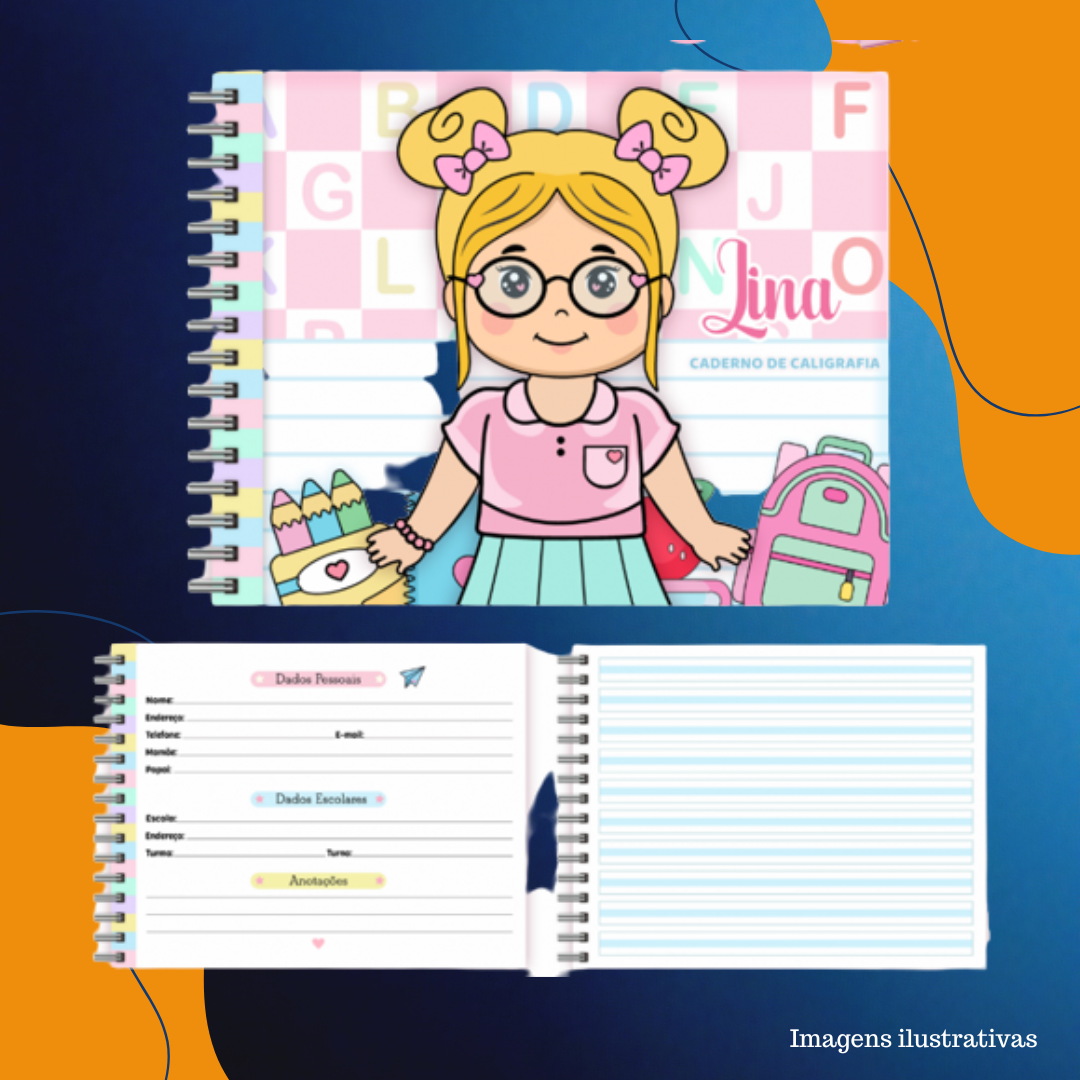 A B D E F
G J
K L N O
Lina
CADERNO DE CALIGRAFIA
Dados Pessoais
Nome:
Endereço:
Telefone: E-mail:
Mamãe:
Papai:
Dados Escolares
Escola:
Endereço:
Turma: Turno:
Anotações
Imagens ilustrativas